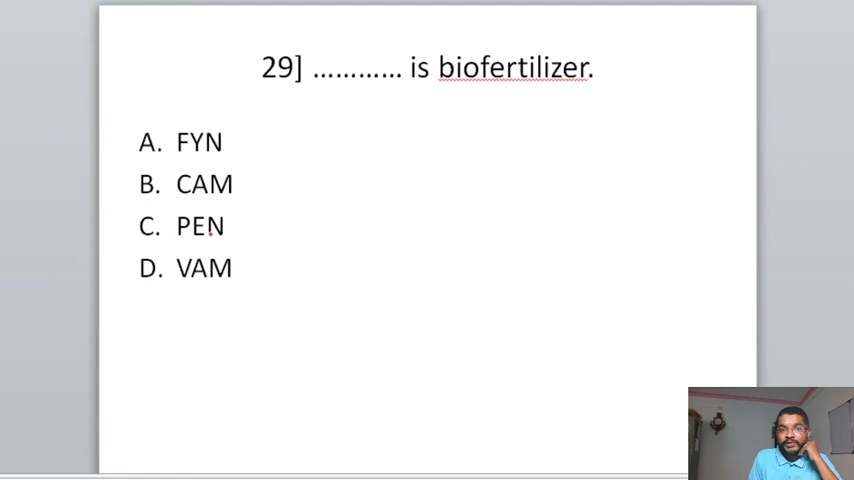 29] ............ is biofertilizer.
A. FYN
B. CAM
C. PEN
D. VAM